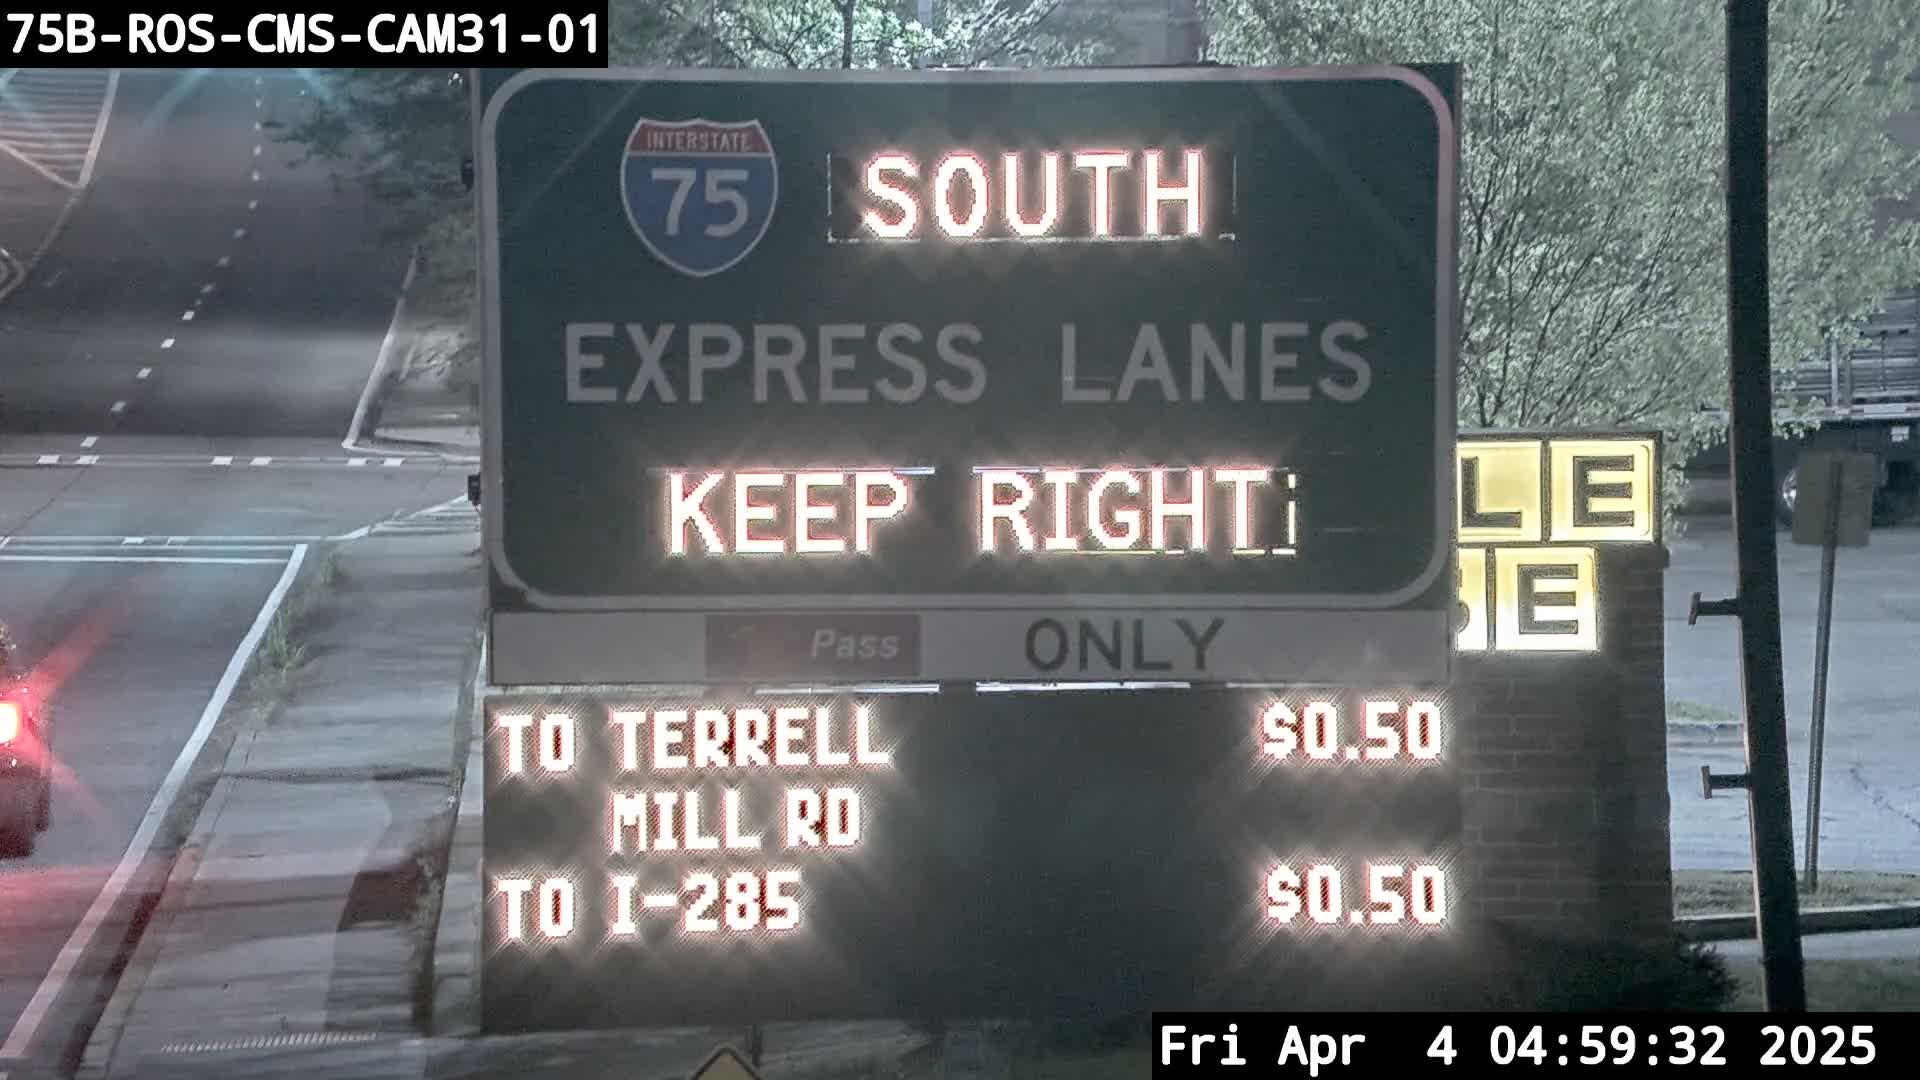 75B-ROS-CMS-CAM31-01
INTERSTATE
75
SOUTH
EXPRESS LANES
KEEP RIGHT
Pass ONLY
TO TERRELL $0.50
MILL RD
TO I-285 $0.50
LE
E
Fri Apr 4 04:59:32 2025